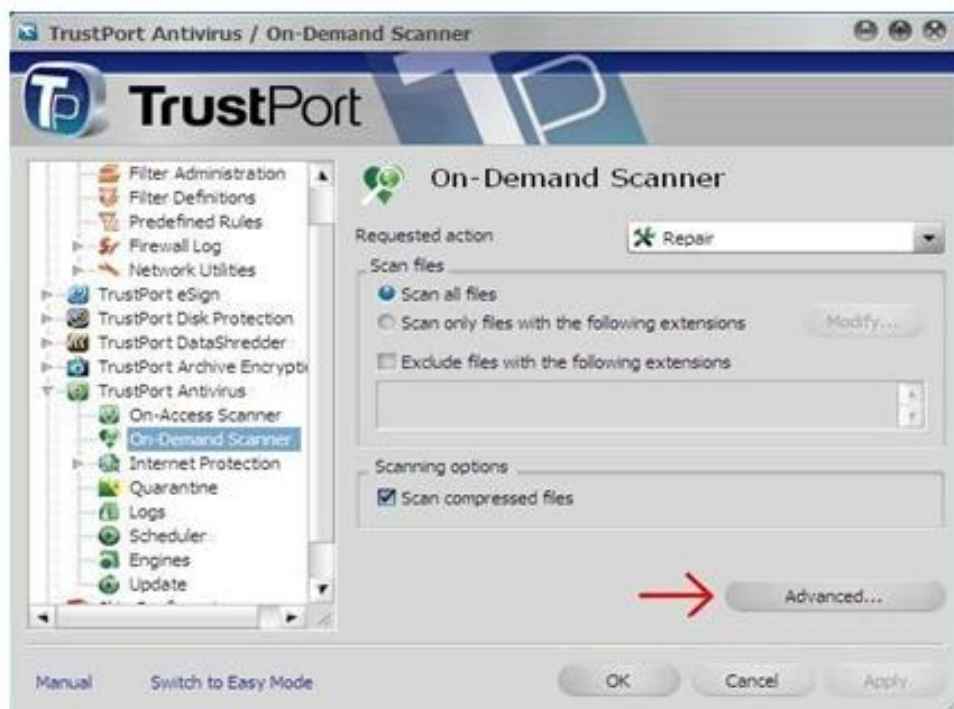 TrustPort Antivirus / On-Demand Scanner
TP TrustPort TP
Filter Administration
Filter Definitions
Predefined Rules
Firewall Log
Network Utilities
TrustPort eSign
TrustPort Disk Protection
TrustPort DataShredder
TrustPort Archive Encrypti
TrustPort Antivirus
On-Access Scanner
On-Demand Scanner
Internet Protection
Quarantine
Logs
Scheduler
Engines
Update
On-Demand Scanner
Requested action Repair
Scan files
Scan all files
Scan only files with the following extensions Modify...
Exclude files with the following extensions
Scanning options
Scan compressed files
Advanced...
Manual Switch to Easy Mode OK Cancel Apply